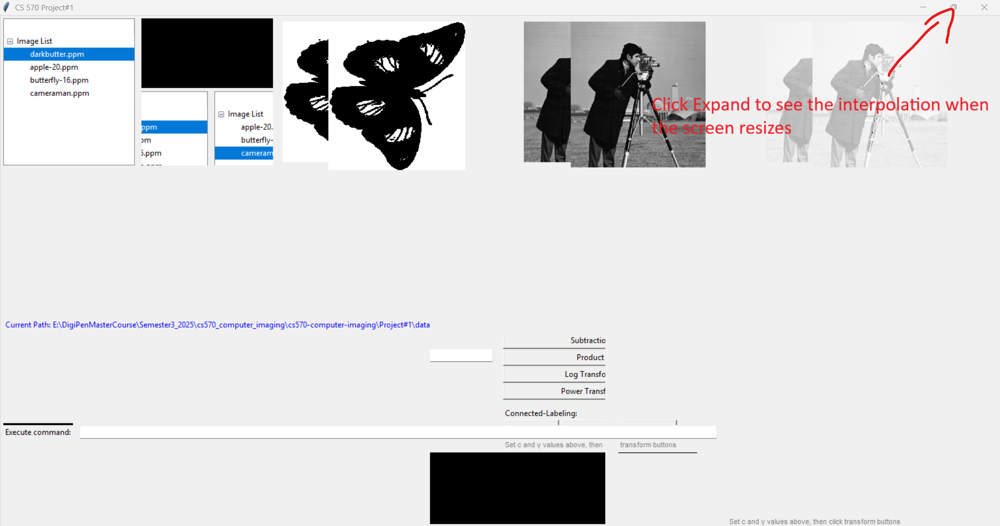 CS 570 Project#1
Image List
darkbutter.ppm
apple-20.ppm
butterfly-16.ppm
cameraman.ppm
ppm
Image List
apple-20.
butterfly-
5.ppm
cameram
Click Expand to see the interpolation when
the screen resizes
Current Path: E:\DigiPenMasterCourse\Semester3_2025\cs570_computer_imaging\cs570-computer-imaging\Project#1\data
Subtractio
Product
Log Transfo
Power Transf
Connected-Labeling:
Execute command:
Set c and γ values above, then
transform buttons
Set c and γ values above, then click transform buttons